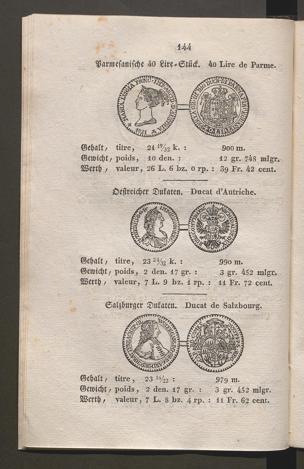 144
Parmesanische 40 Lire-Stück. 40 Lire de Parme.
Gehalt, titre, 21 19/32 k. : 900 m.
Gewicht, poids, 10 den. : 12 gr. 748 mlgr.
Werth, valeur, 26 L. 6 bz. 0 rp. : 39 Fr. 42 cent.
Oestreicher Dukaten. Ducat d'Autriche.
Gehalt, titre, 23 24/32 k. : 990 m.
Gewicht, poids, 2 den. 17 gr. : 3 gr. 452 mlgr.
Werth, valeur, 7 L. 9 bz. 1 rp. : 11 Fr. 72 cent.
Salzburger Dukaten. Ducat de Salzbourg.
Gehalt, titre, 23 : 979 m.
Gewicht, poids, 2 den. 17 gr. : 3 gr. 452 mlgr.
Werth, valeur, 7 L. 8 bz. 4 rp. : 11 Fr. 62 cent.